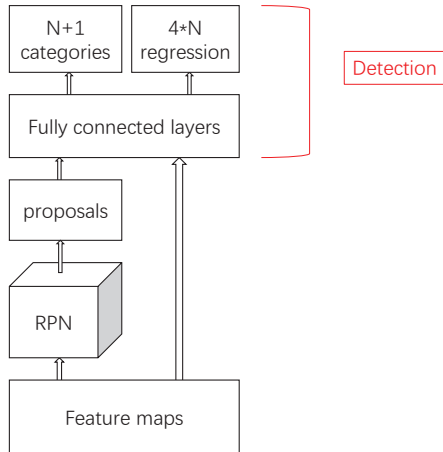 N+1
categories
4*N
regression
Detection
Fully connected layers
proposals
RPN
Feature maps